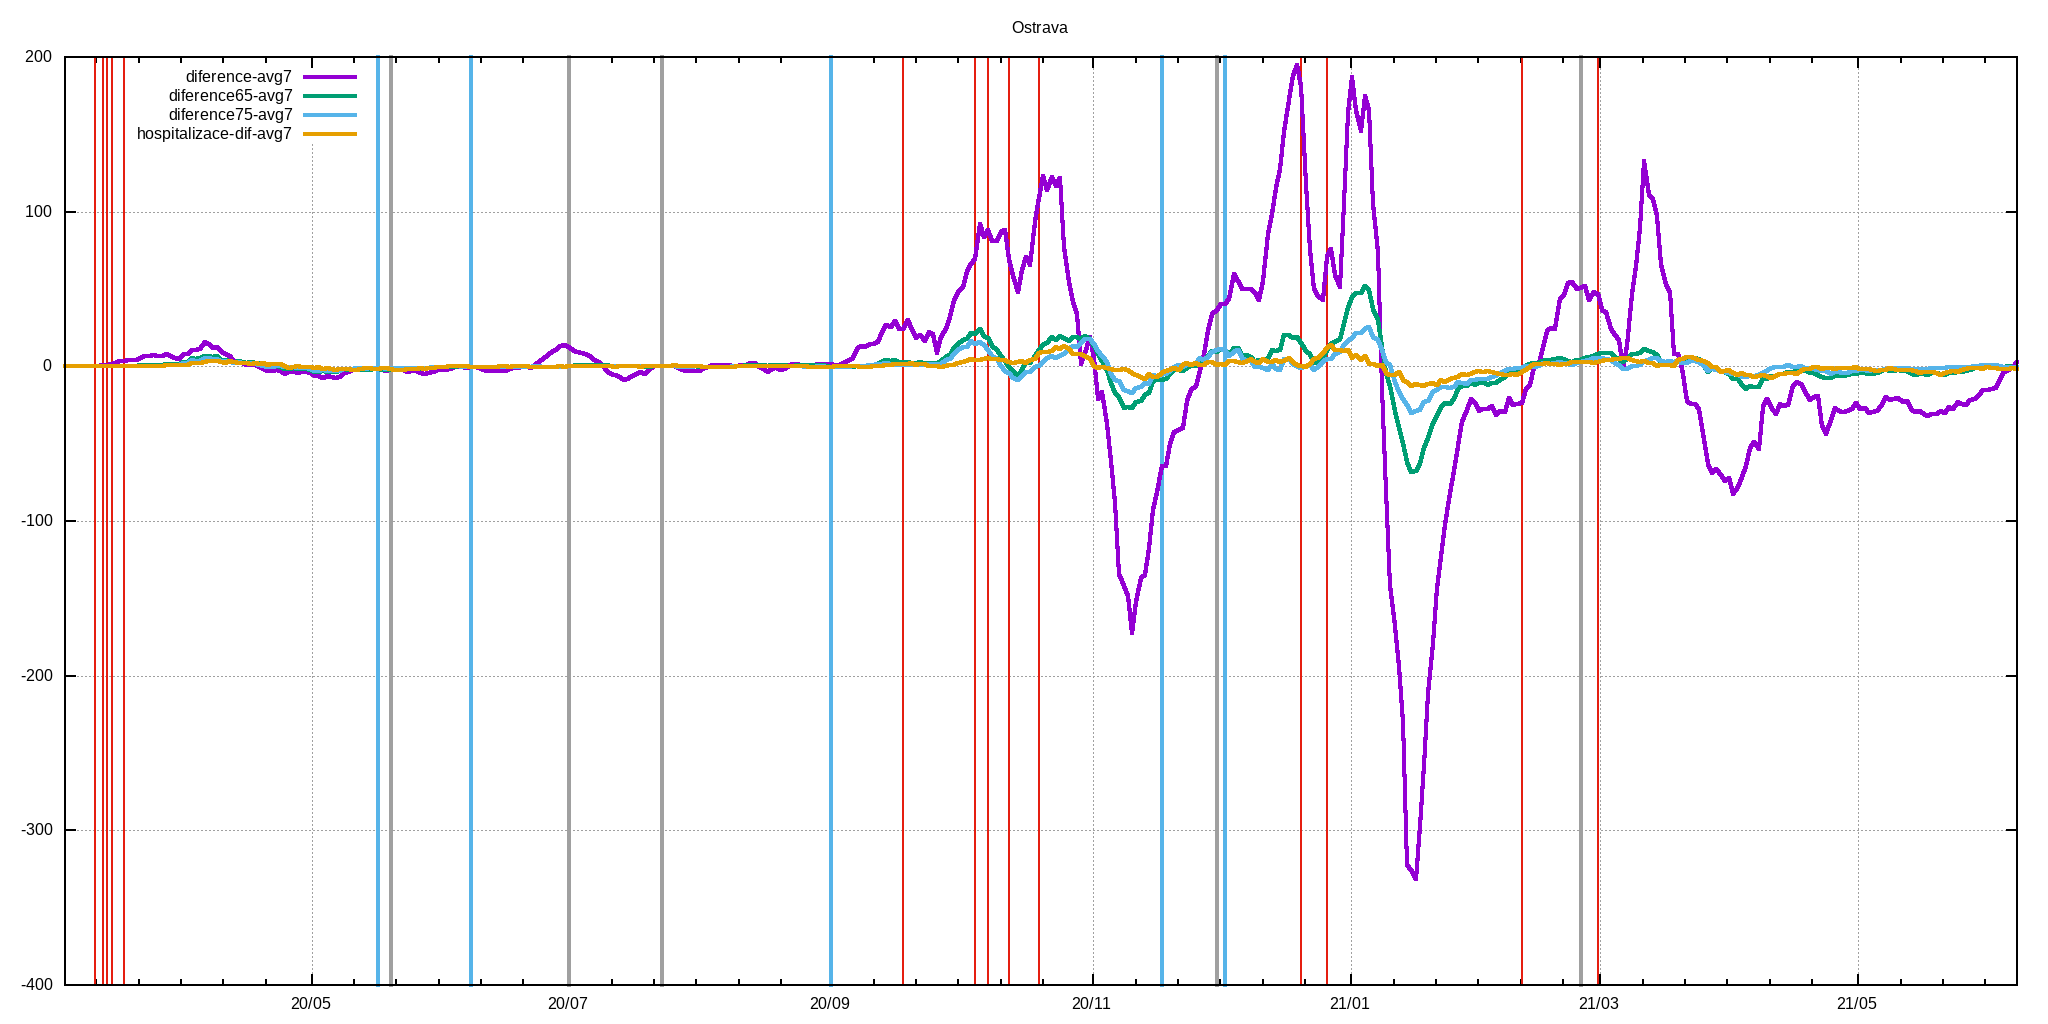 Ostrava
200
diference-avg7
diference65-avg7
diference75-avg7
hospitalizace-dif-avg7
100
0
-100
-200
-300
-400
20/05 20/07 20/09 20/11 21/01 21/03 21/05